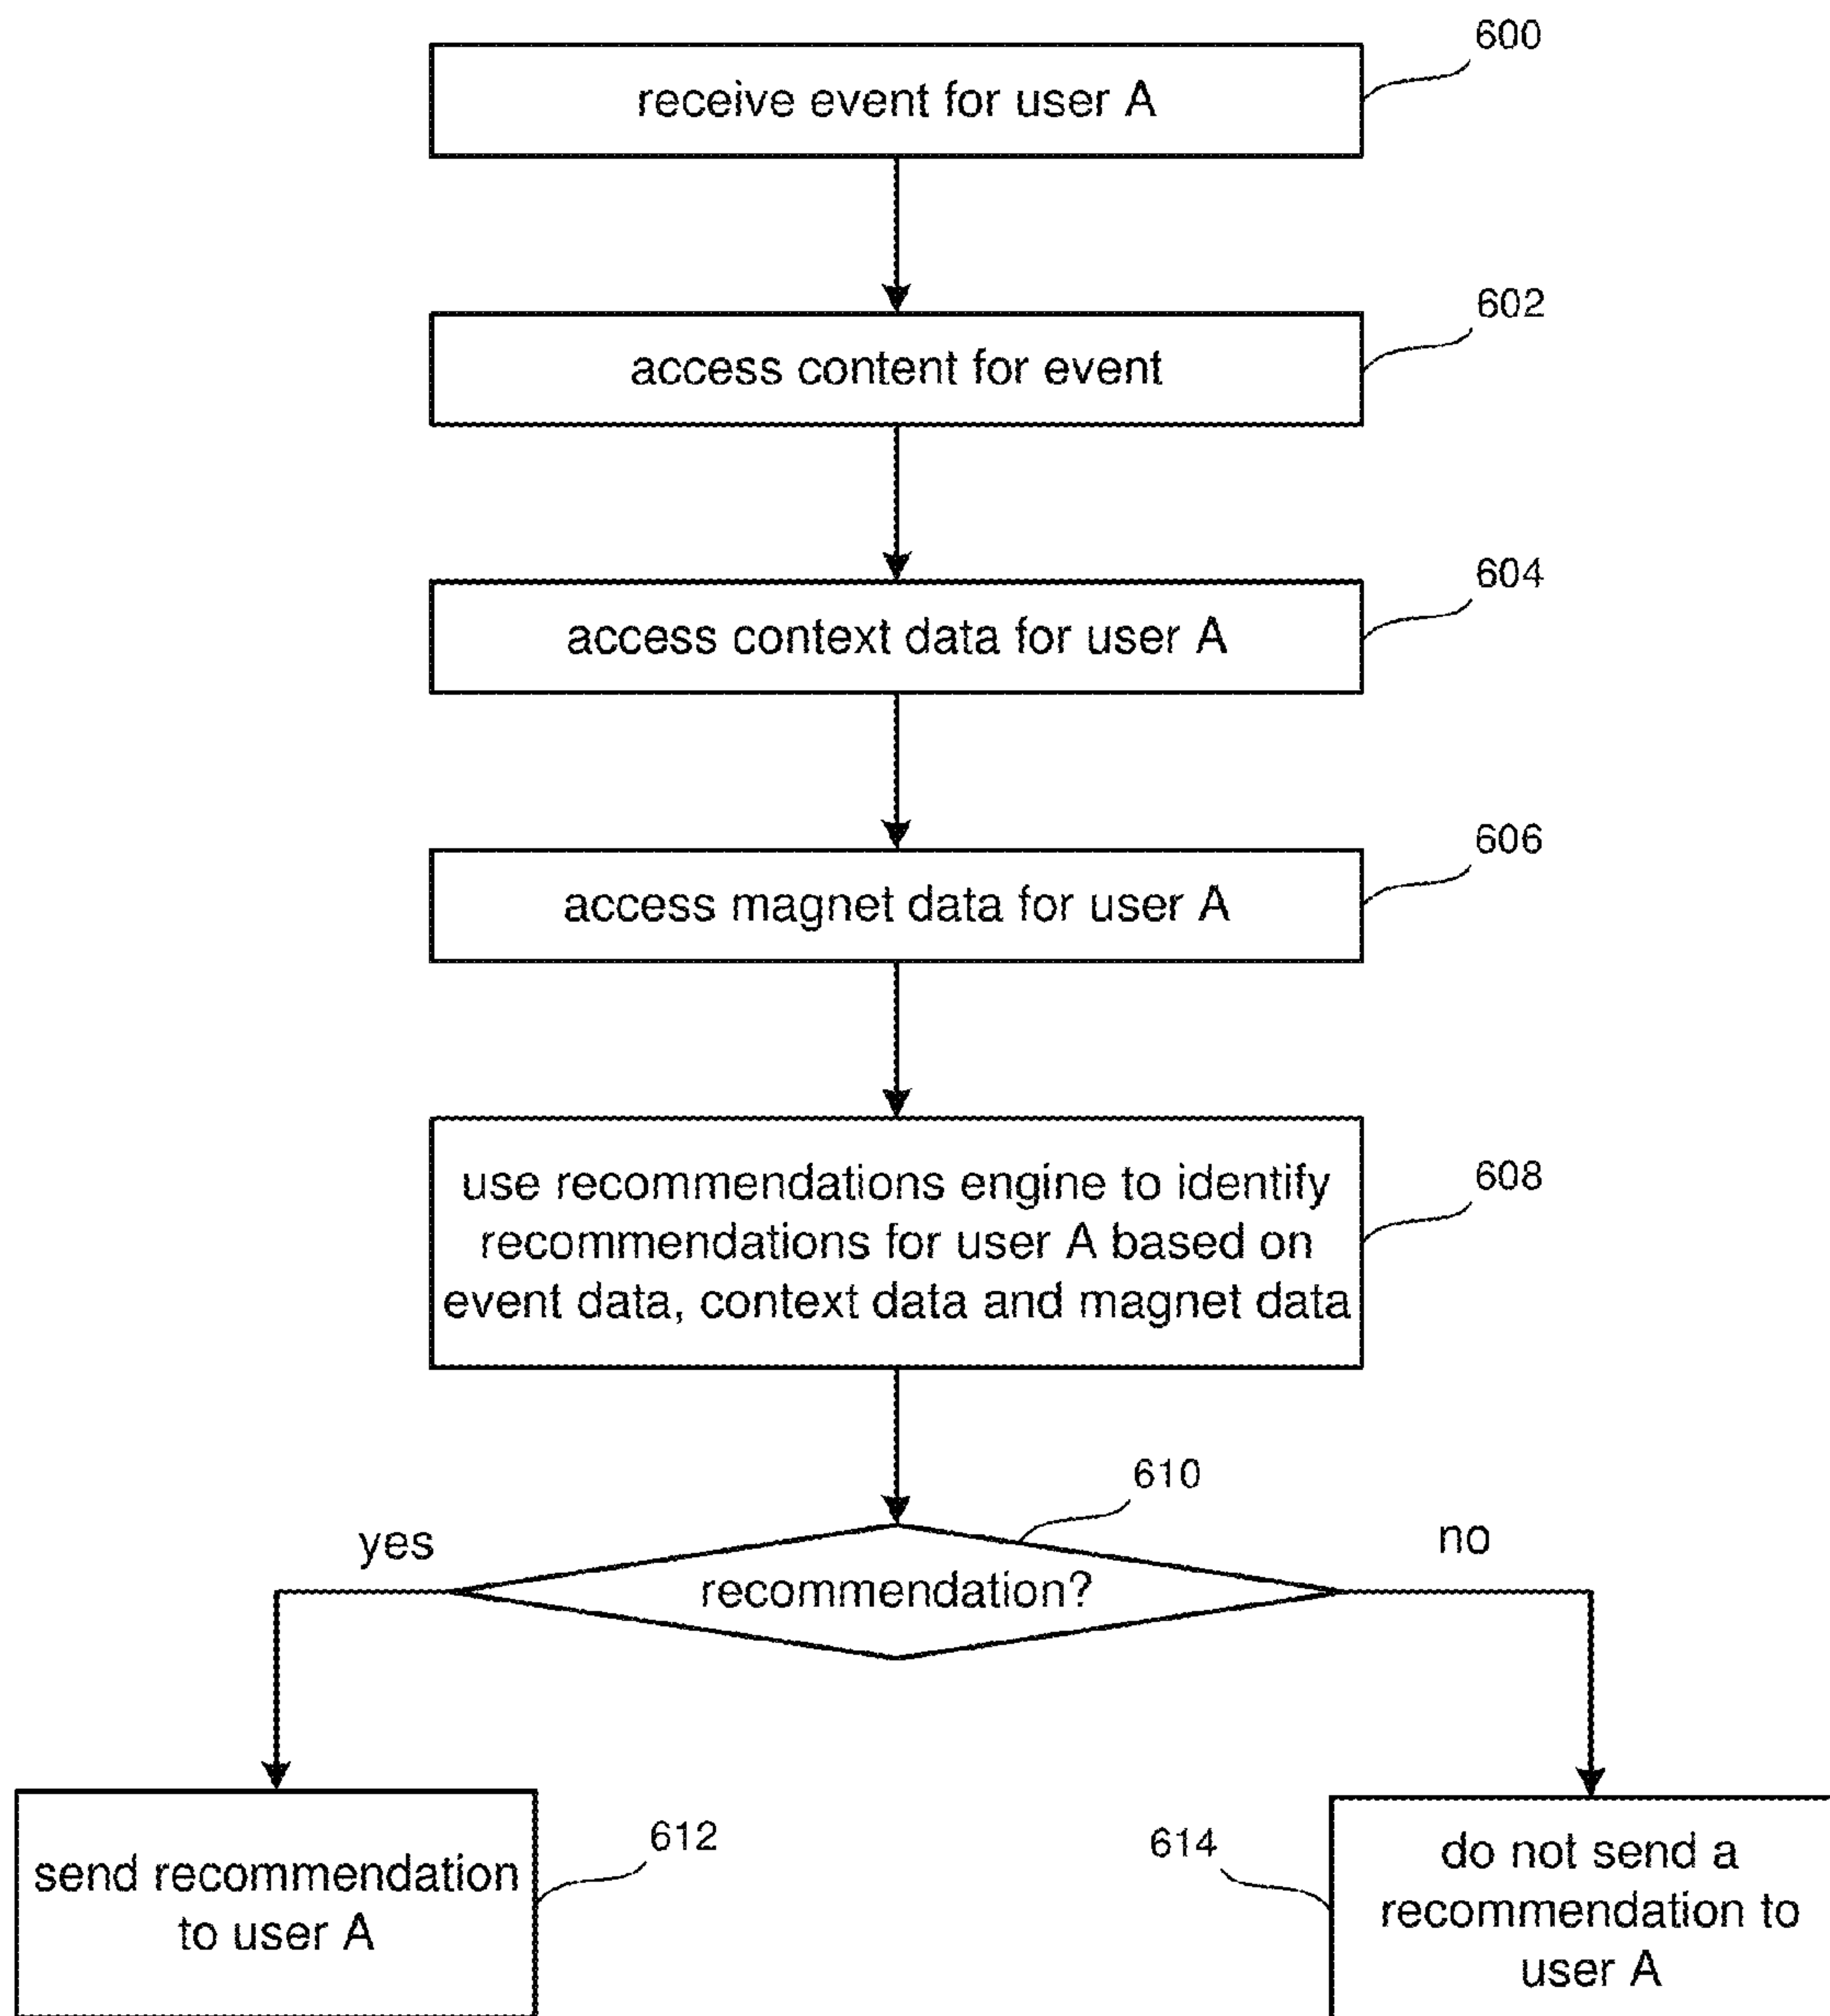 600
receive event for user A
602
access content for event
604
access context data for user A
606
access magnet data for user A
608
use recommendations engine to identify
recommendations for user A based on
event data, context data and magnet data
610
yes
no
recommendation?
612
send recommendation
to user A
614
do not send a
recommendation to
user A